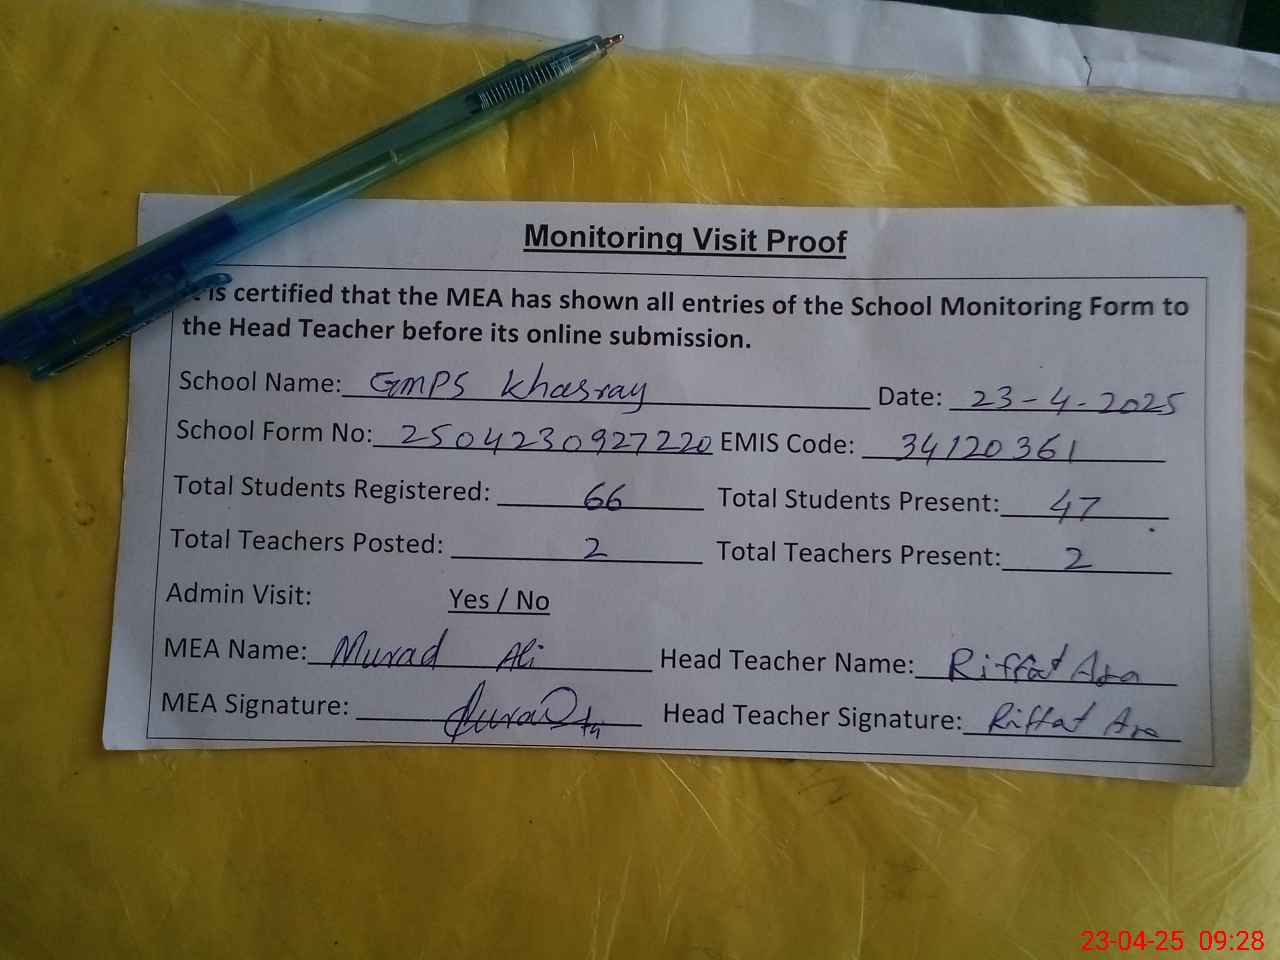 Monitoring Visit Proof
It is certified that the MEA has shown all entries of the School Monitoring Form to
the Head Teacher before its online submission.
School Name: GMPS Khasray Date: 23-4-2025
School Form No: 2504230927220 EMIS Code: 34120361
Total Students Registered: 66 Total Students Present: 47
Total Teachers Posted: 2 Total Teachers Present: 2
Admin Visit: Yes / No
MEA Name: Murad Ali Head Teacher Name: Riffat Ara
MEA Signature: Head Teacher Signature: Riffat Ara
23-04-25 09:28